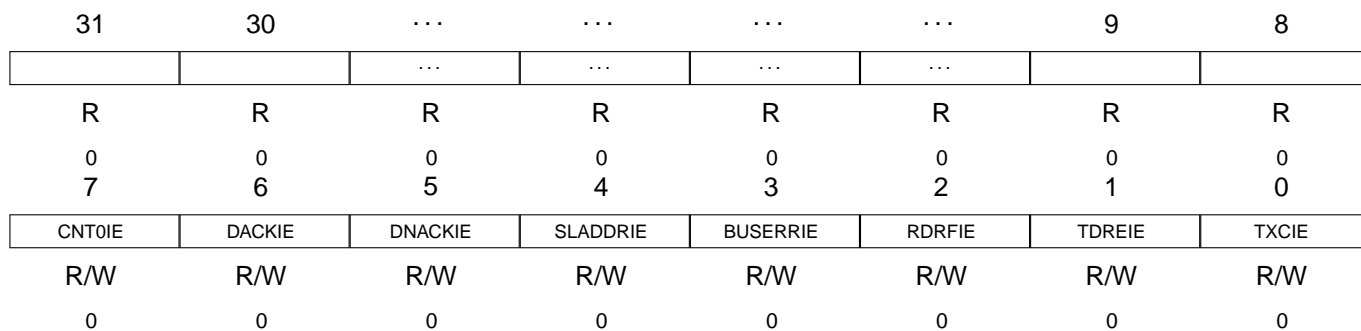 31 30 ... ... ... ... 9 8
... ... ... ...
R R R R R R R R
0 0 0 0 0 0 0 0
7 6 5 4 3 2 1 0
CNT0IE DACKIE DNACKIE SLADDRIE BUSERRIE RDRFIE TDREIE TXCIE
R/W R/W R/W R/W R/W R/W R/W R/W
0 0 0 0 0 0 0 0